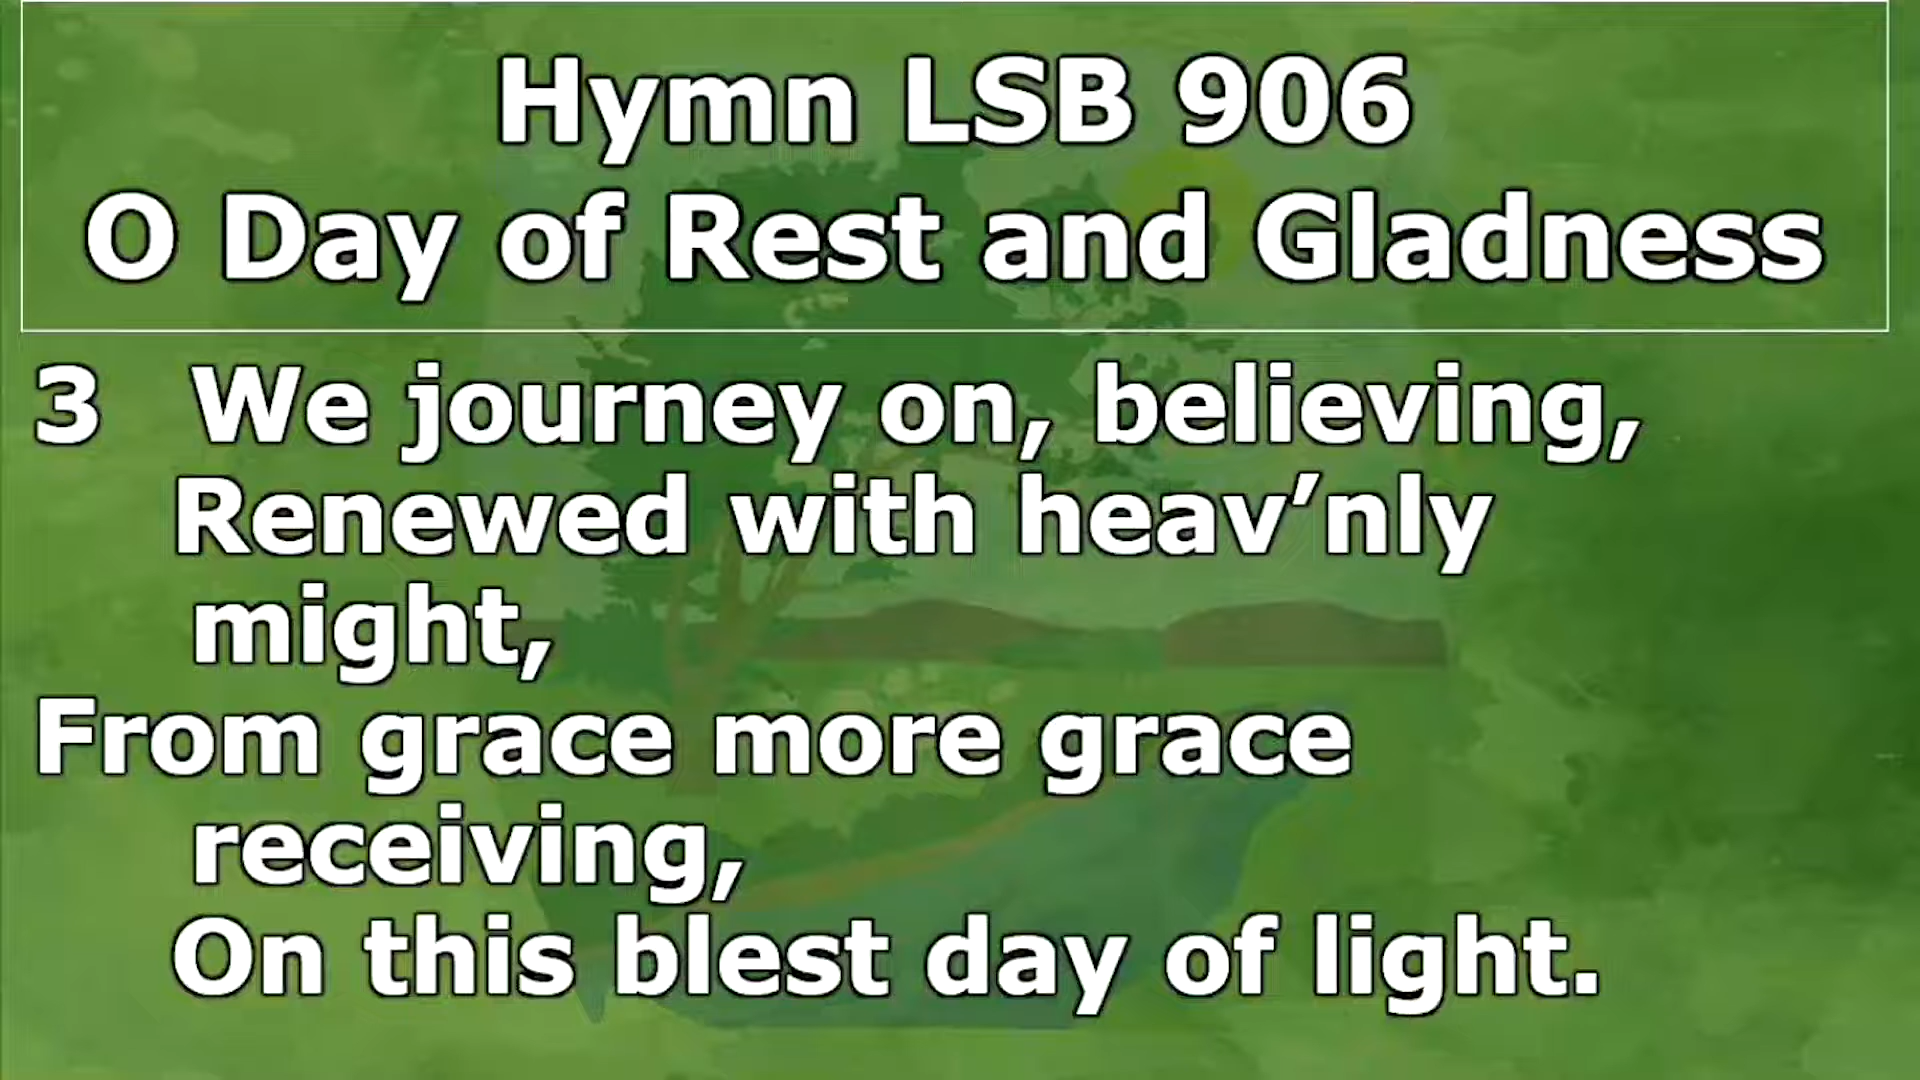 Hymn LSB 906
O Day of Rest and Gladness
3 We journey on, believing,
Renewed with heav’nly
might,
From grace more grace
receiving,
On this blest day of light.